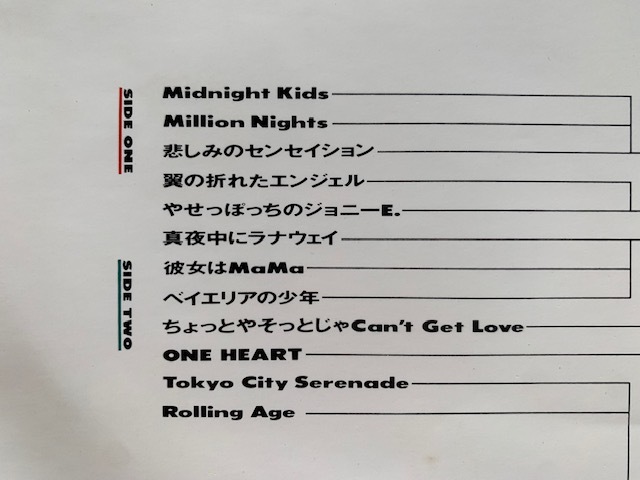 SIDE ONE
Midnight Kids
Million Nights
悲しみのセンセイション
翼の折れたエンジェル
やせっぽっちのジョニーE.
真夜中にラナウェイ
SIDE TWO
彼女はMaMa
ベイエリアの少年
ちょっとやそっとじゃCan't Get Love
ONE HEART
Tokyo City Serenade
Rolling Age